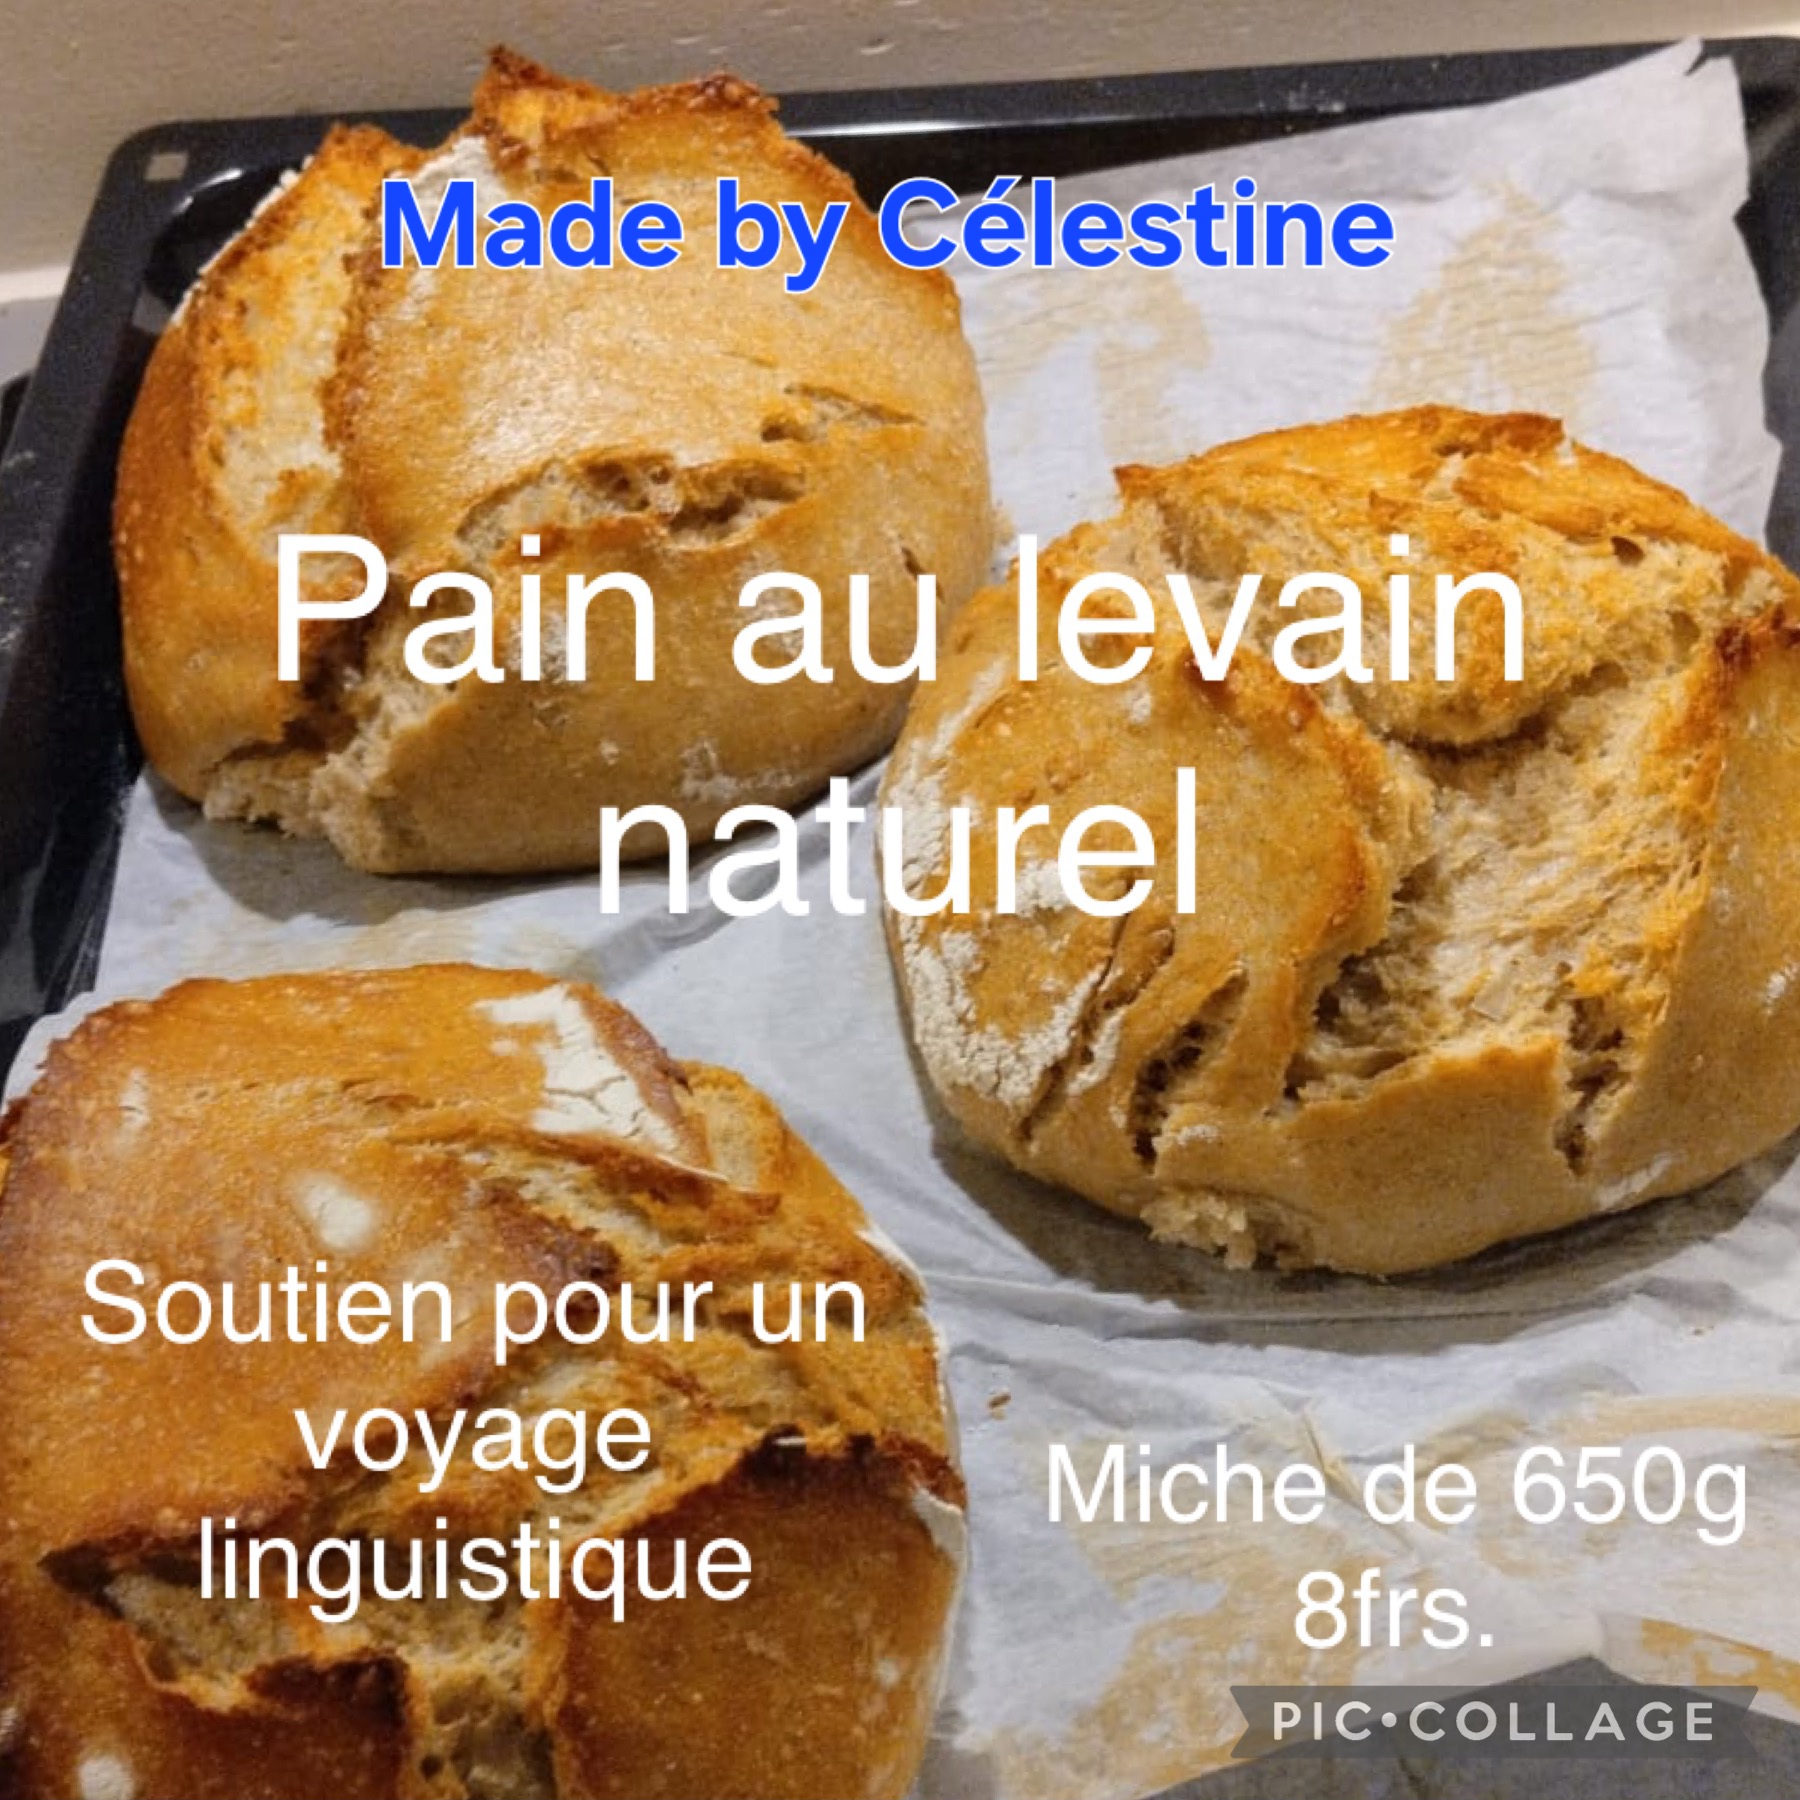 Made by Célestine
Pain au levain
naturel
Soutien pour un
voyage
linguistique
Miche de 650g
8frs.
PIC•COLLAGE